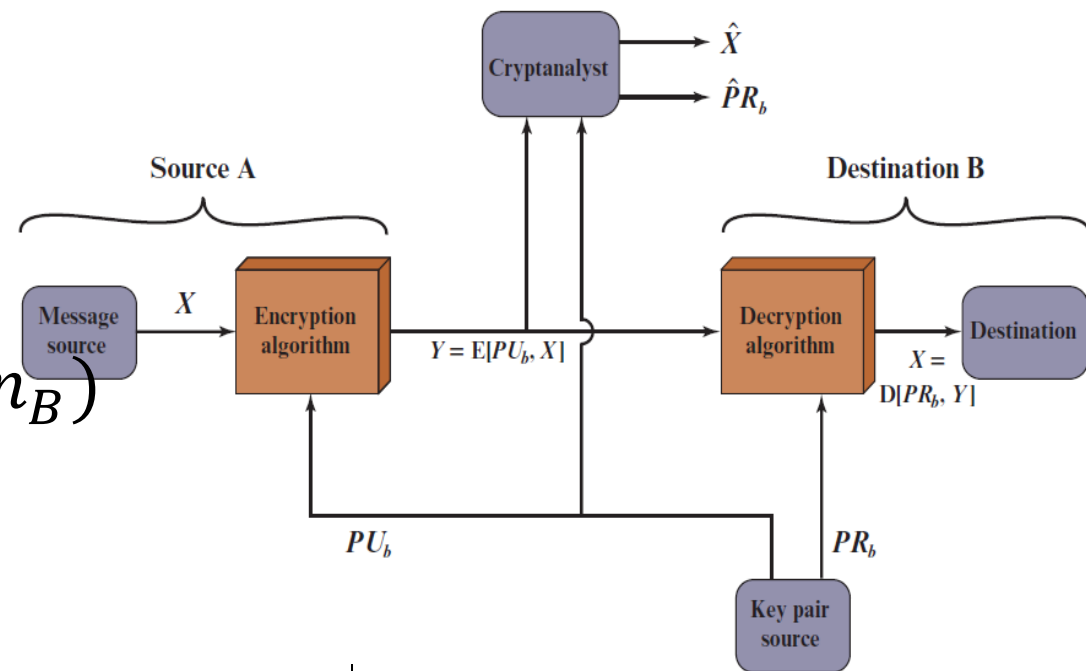 X̂
Cryptanalyst
P̂R_b
Source A
Destination B
Message
source
X
Encryption
algorithm
Y = E[PU_b, X]
Decryption
algorithm
X =
D[PR_b, Y]
Destination
n_B)
PU_b
PR_b
Key pair
source